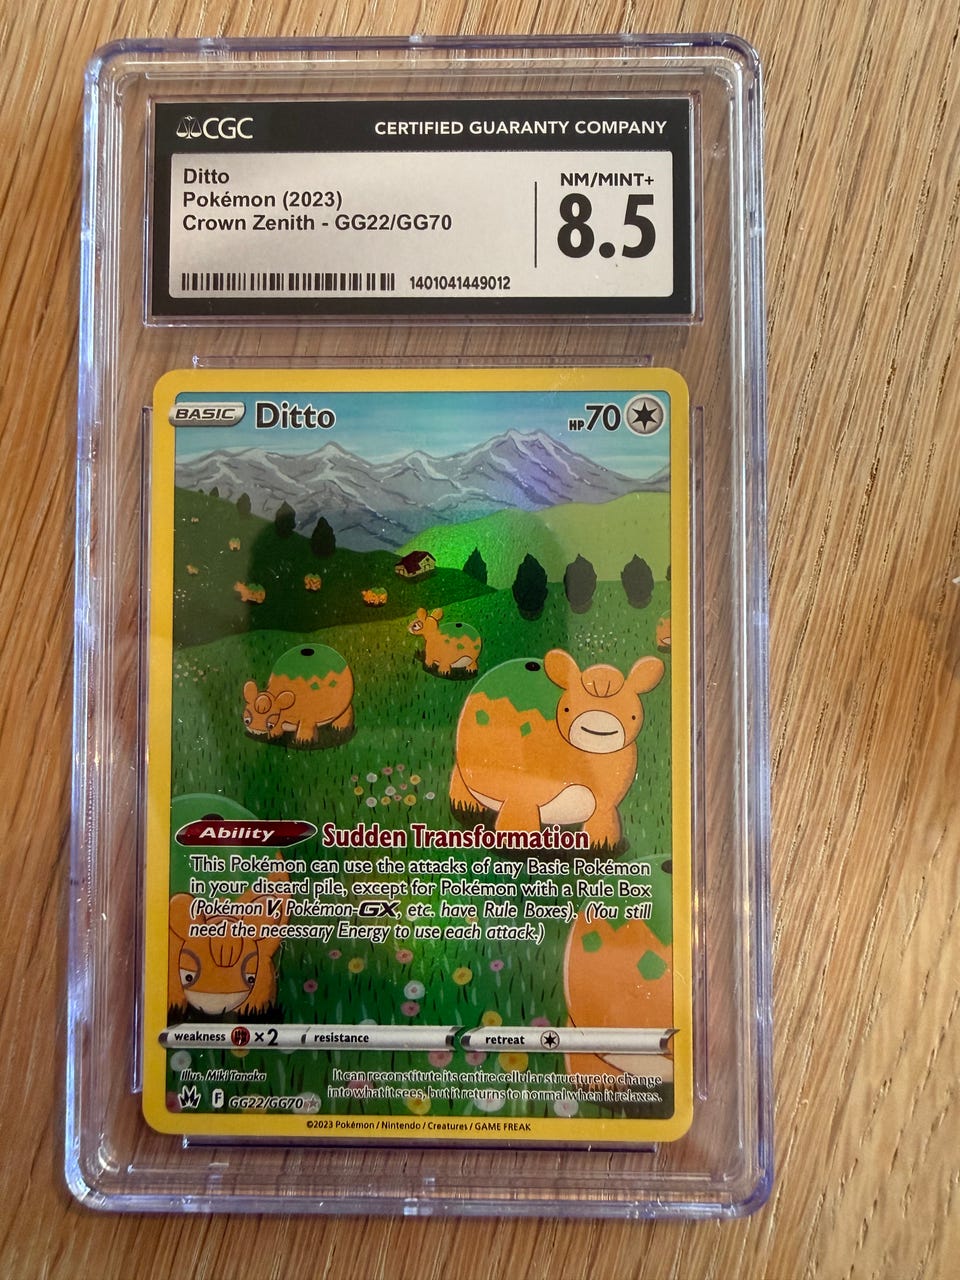 CGC CERTIFIED GUARANTY COMPANY
Ditto
Pokémon (2023)
Crown Zenith - GG22/GG70
NM/MINT+
8.5
1401041449012
BASIC Ditto HP70
Ability Sudden Transformation
This Pokémon can use the attacks of any Basic Pokémon
in your discard pile, except for Pokémon with a Rule Box
(Pokémon V, Pokémon-GX, etc. have Rule Boxes). (You still
need the necessary Energy to use each attack.)
weakness ×2 resistance retreat
Illus. Miki Tanaka
It can reconstitute its entire cellular structure to change
into what it sees, but it returns to normal when it relaxes.
F GG22/GG70
©2023 Pokémon / Nintendo / Creatures / GAME FREAK